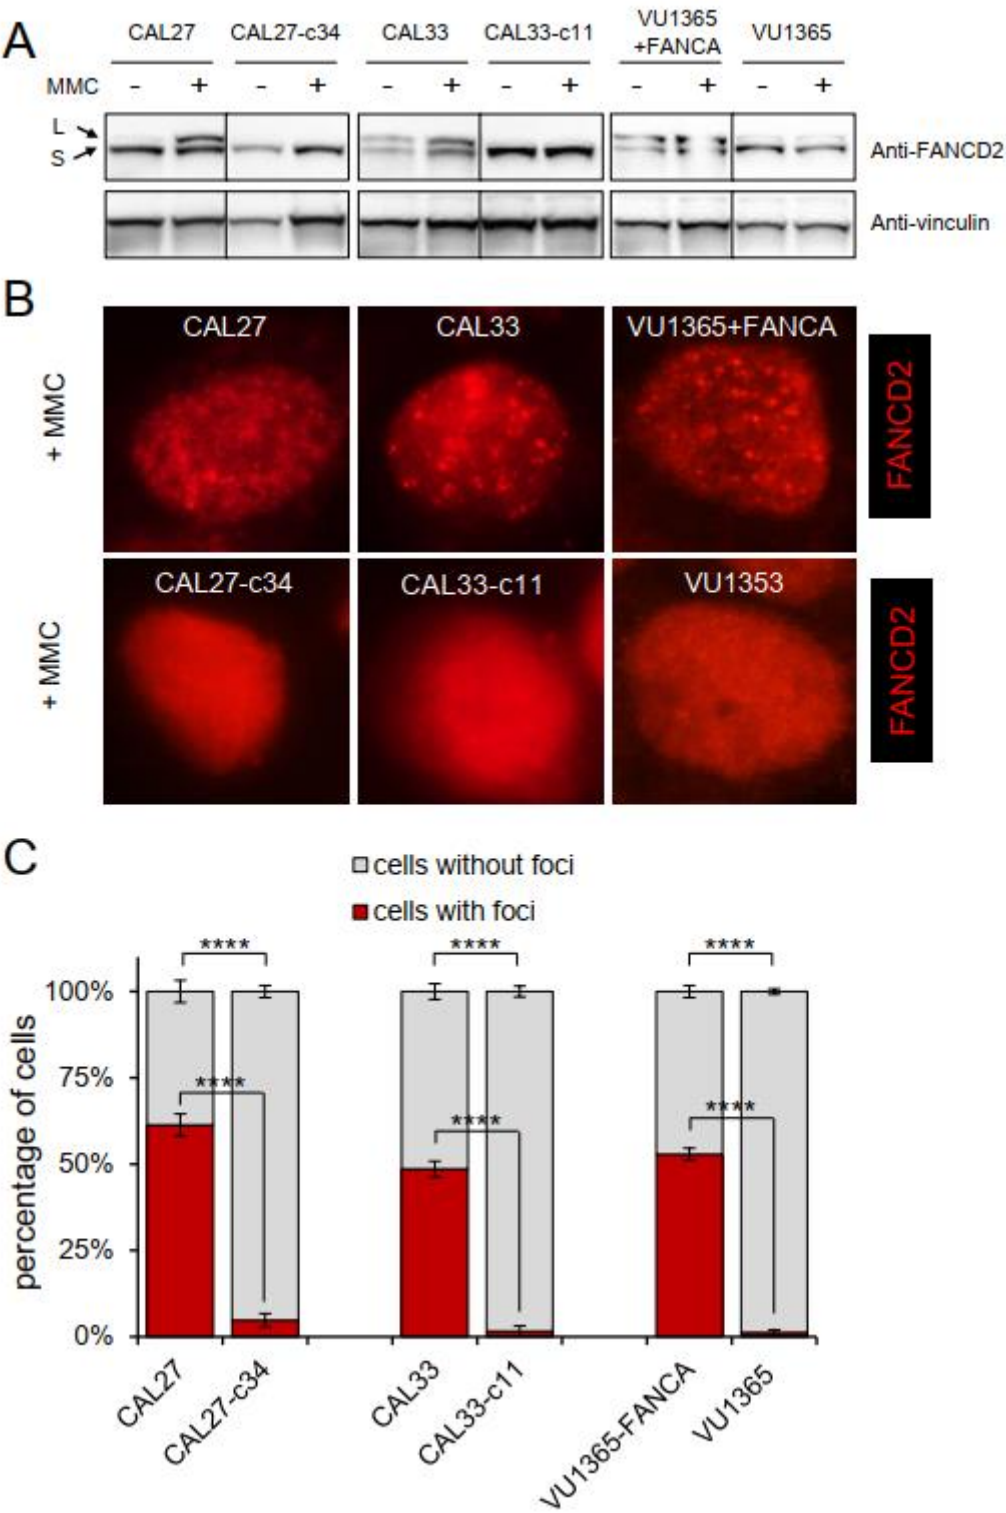 A
CAL27 CAL27-c34 CAL33 CAL33-c11 VU1365 +FANCA VU1365
MMC - + - + - + - + - + - +
L
S
Anti-FANCD2
Anti-vinculin
B
+ MMC
CAL27 CAL33 VU1365+FANCA
FANCD2
+ MMC
CAL27-c34 CAL33-c11 VU1353
FANCD2
C
cells without foci
cells with foci
**** **** ****
100%
75%
****
****
****
50%
25%
0%
percentage of cells
CAL27 CAL27-c34 CAL33 CAL33-c11 VU1365-FANCA VU1365